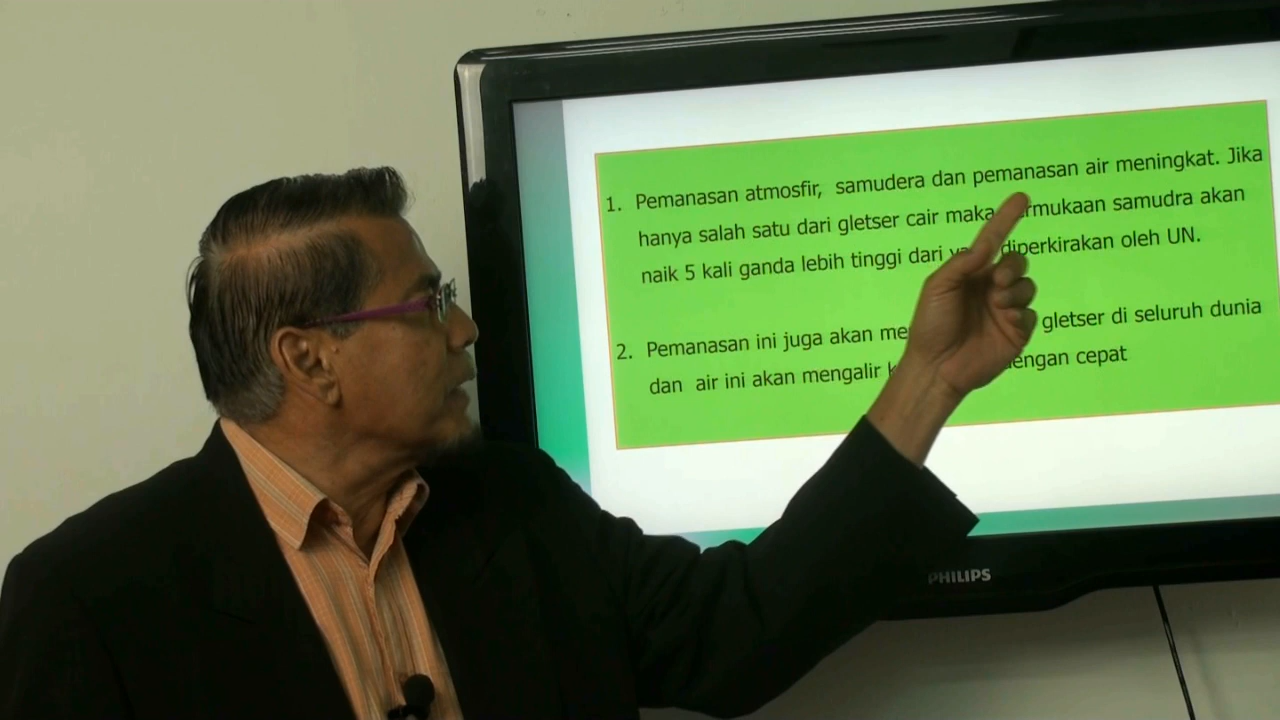 1. Pemanasan atmosfir, samudera dan pemanasan air meningkat. Jika
hanya salah satu dari gletser cair maka permukaan samudra akan
naik 5 kali ganda lebih tinggi dari yang diperkirakan oleh UN.
2. Pemanasan ini juga akan gletser di seluruh dunia
dan air ini akan mengalir dengan cepat
PHILIPS